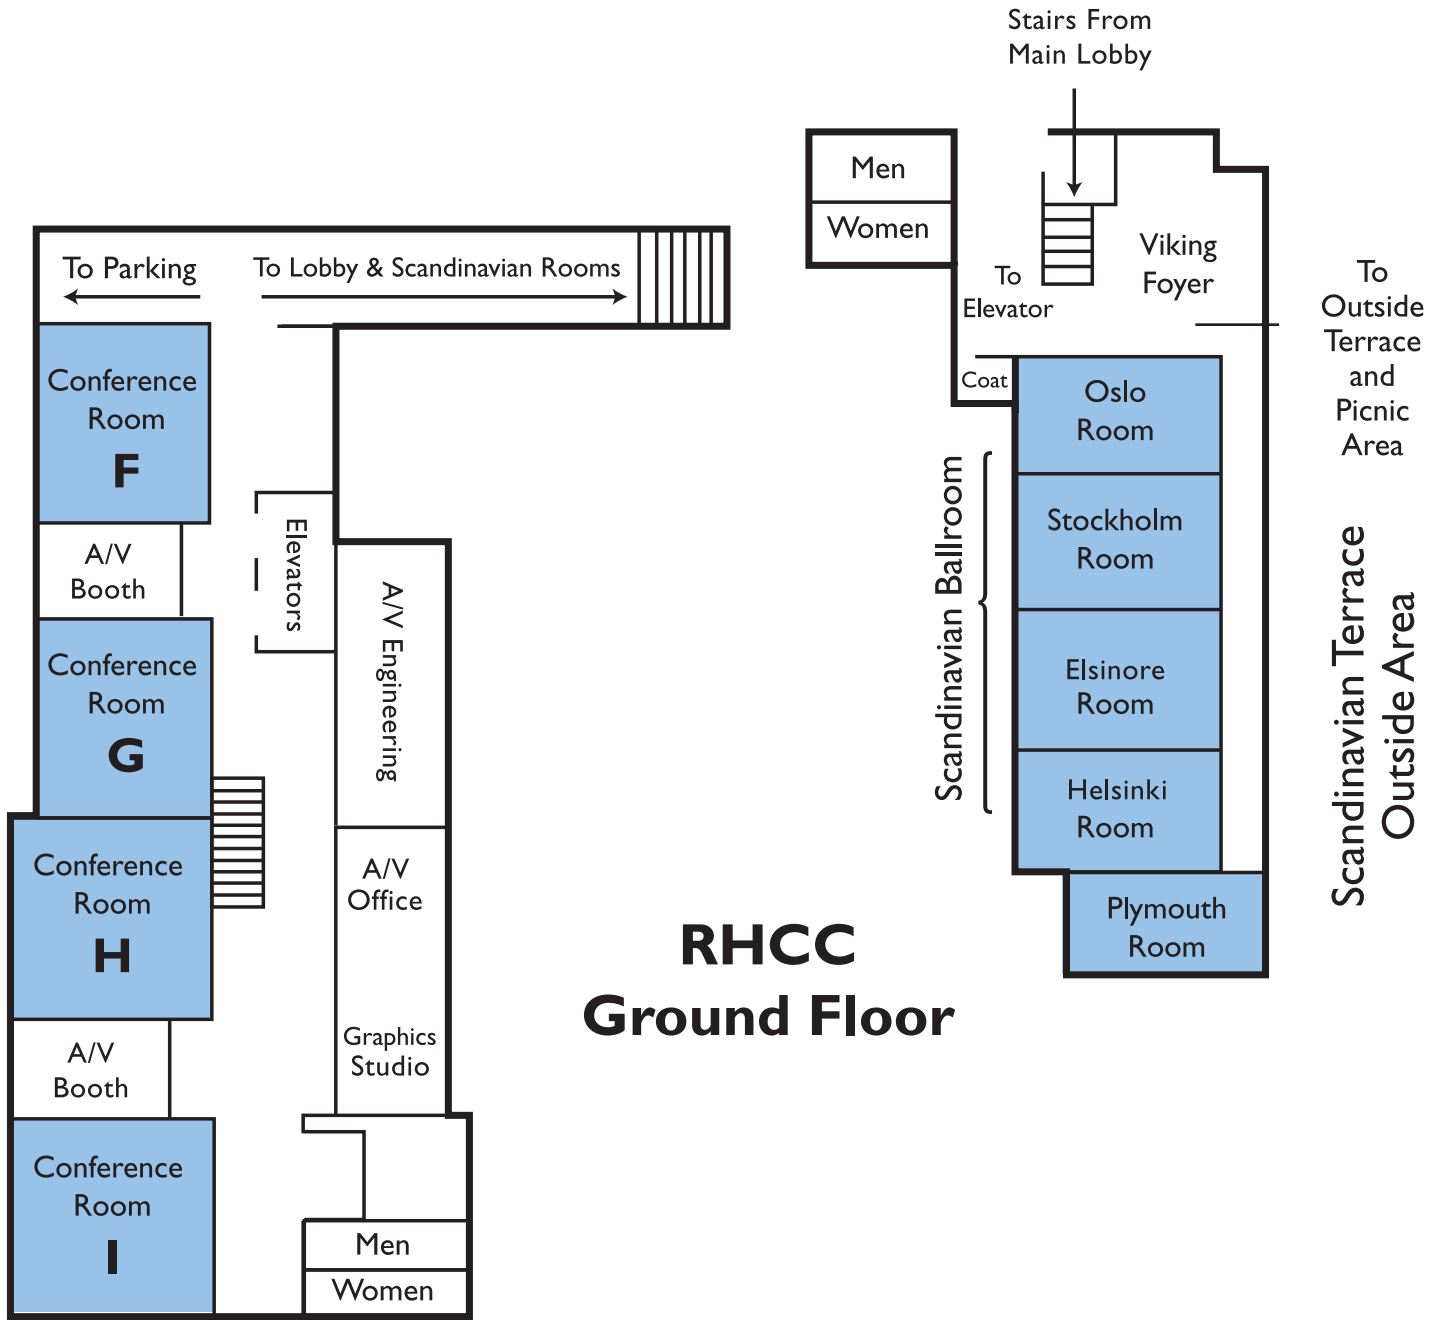 Stairs From
Main Lobby
Men
Women
Viking
Foyer
To
Elevator
To
Outside
Terrace
and
Picnic
Area
Coat
Oslo
Room
Stockholm
Room
Elsinore
Room
Helsinki
Room
Plymouth
Room
Scandinavian Ballroom
Scandinavian Terrace
Outside Area
To Parking
To Lobby & Scandinavian Rooms
Conference
Room
F
A/V
Booth
Elevators
A/V Engineering
Conference
Room
G
Conference
Room
H
A/V
Office
Graphics
Studio
A/V
Booth
Conference
Room
I
Men
Women
RHCC
Ground Floor